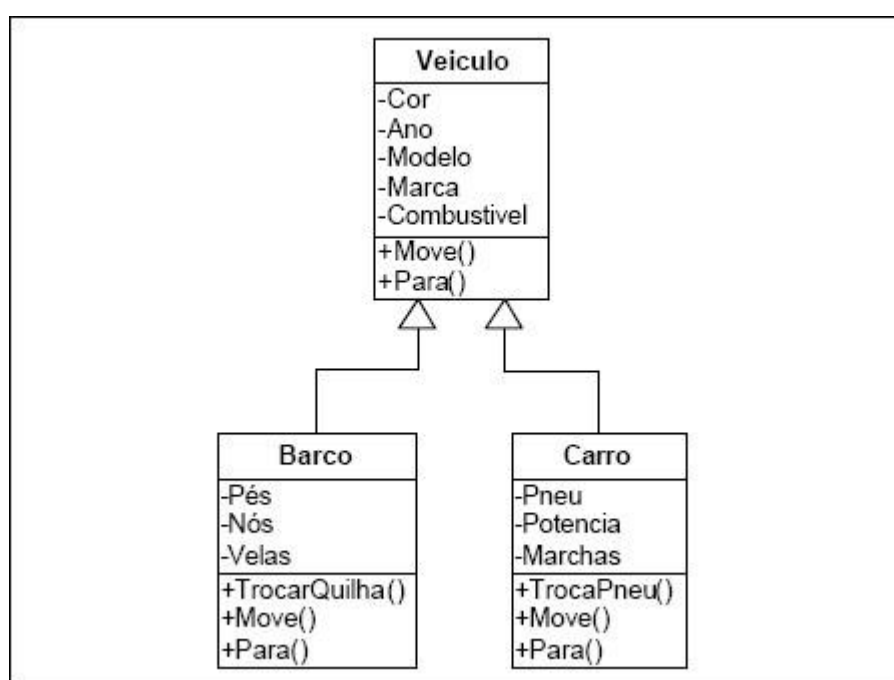 Veiculo
-Cor
-Ano
-Modelo
-Marca
-Combustivel
+Move()
+Para()
Barco
-Pés
-Nós
-Velas
+TrocarQuilha()
+Move()
+Para()
Carro
-Pneu
-Potencia
-Marchas
+TrocaPneu()
+Move()
+Para()